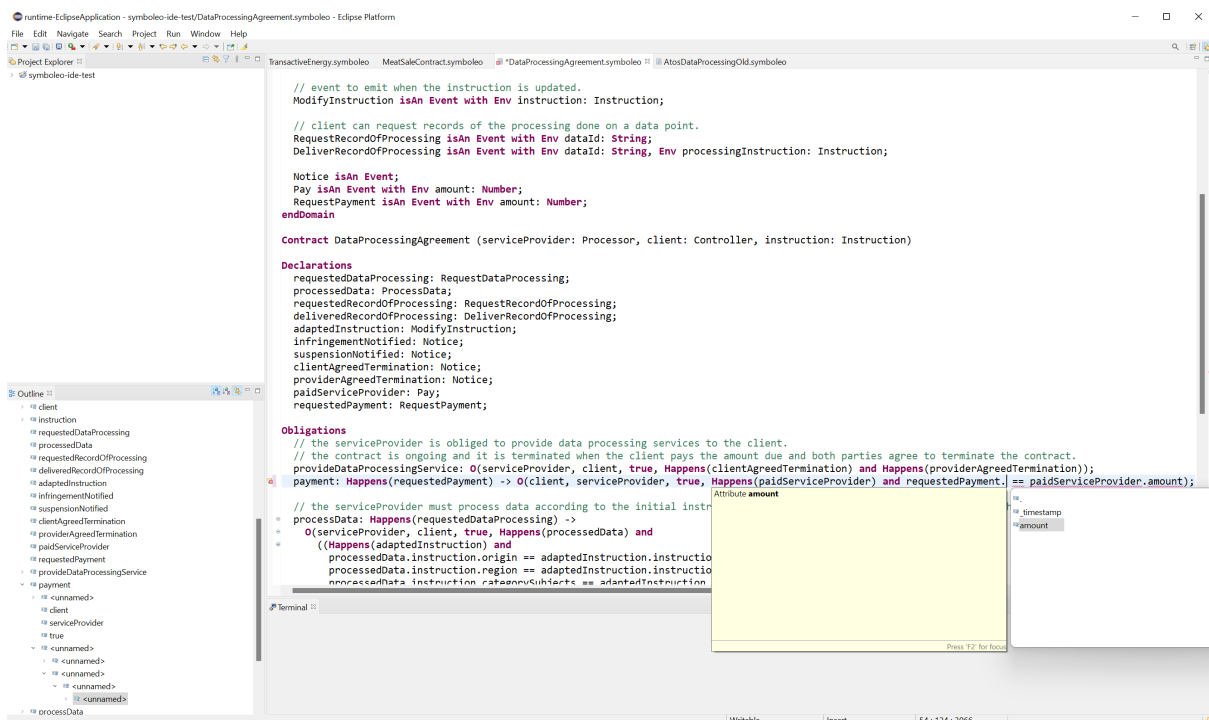 runtime-EclipseApplication - symboleo-ide-test/DataProcessingAgreement.symboleo - Eclipse Platform
File Edit Navigate Search Project Run Window Help
Project Explorer
symboleo-ide-test
TransactiveEnergy.symboleo MeatSaleContract.symboleo *DataProcessingAgreement.symboleo AtosDataProcessingOld.symboleo
// event to emit when the instruction is updated.
ModifyInstruction isAn Event with Env instruction: Instruction;
// client can request records of the processing done on a data point.
RequestRecordOfProcessing isAn Event with Env dataId: String;
DeliverRecordOfProcessing isAn Event with Env dataId: String, Env processingInstruction: Instruction;
Notice isAn Event;
Pay isAn Event with Env amount: Number;
RequestPayment isAn Event with Env amount: Number;
endDomain
Contract DataProcessingAgreement (serviceProvider: Processor, client: Controller, instruction: Instruction)
Declarations
requestedDataProcessing: RequestDataProcessing;
processedData: ProcessData;
requestedRecordOfProcessing: RequestRecordOfProcessing;
deliveredRecordOfProcessing: DeliverRecordOfProcessing;
adaptedInstruction: ModifyInstruction;
infringementNotified: Notice;
suspensionNotified: Notice;
clientAgreedTermination: Notice;
providerAgreedTermination: Notice;
paidServiceProvider: Pay;
requestedPayment: RequestPayment;
Obligations
// the serviceProvider is obliged to provide data processing services to the client.
// the contract is ongoing and it is terminated when the client pays the amount due and both parties agree to terminate the contract.
provideDataProcessingService: O(serviceProvider, client, true, Happens(clientAgreedTermination) and Happens(providerAgreedTermination));
payment: Happens(requestedPayment) -> O(client, serviceProvider, true, Happens(paidServiceProvider) and requestedPayment. == paidServiceProvider.amount);
// the serviceProvider must process data according to the initial instr
processData: Happens(requestedDataProcessing) ->
O(serviceProvider, client, true, Happens(processedData) and
((Happens(adaptedInstruction) and
processedData.instruction.origin == adaptedInstruction.instructio
processedData.instruction.region == adaptedInstruction.instructio
processedData.instruction.categorySubjects == adaptedInstruction
Attribute amount
Press 'F2' for focus
.
_timestamp
amount
Outline
client
instruction
requestedDataProcessing
processedData
requestedRecordOfProcessing
deliveredRecordOfProcessing
adaptedInstruction
infringementNotified
suspensionNotified
clientAgreedTermination
providerAgreedTermination
paidServiceProvider
requestedPayment
provideDataProcessingService
payment
<unnamed>
client
serviceProvider
true
<unnamed>
<unnamed>
<unnamed>
<unnamed>
<unnamed>
processData
Terminal
Writable Insert 54 : 124 : 2066